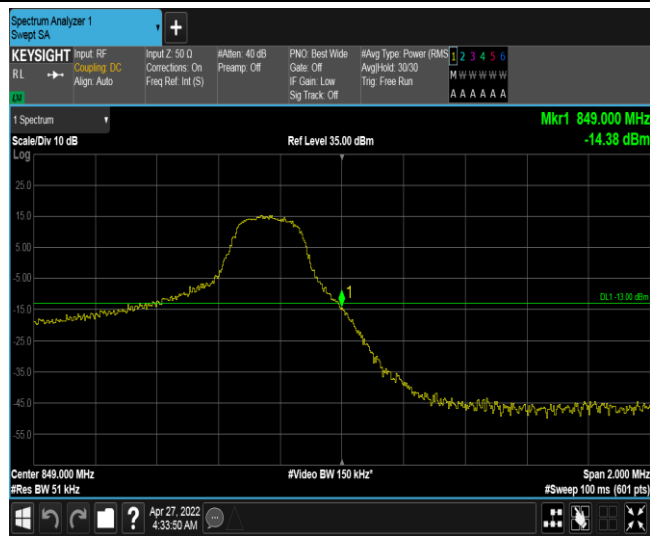 Spectrum Analyzer 1
Swept SA
+
KEYSIGHT
RL
Input: RF
Coupling: DC
Align: Auto
Input Z: 50 Ω
Corrections: On
Freq Ref: Int (S)
#Atten: 40 dB
Preamp: Off
PNO: Best Wide
Gate: Off
IF Gain: Low
Sig Track: Off
#Avg Type: Power (RMS
Avg|Hold: 30/30
Trig: Free Run
1 2 3 4 5 6
M W W W W W
A A A A A A
1 Spectrum
Scale/Div 10 dB
Ref Level 35.00 dBm
Mkr1 849.000 MHz
-14.38 dBm
Log
25.0
15.0
5.00
-5.00
-15.0
-25.0
-35.0
-45.0
-55.0
1
DL1 -13.00 dBm
Center 849.000 MHz
#Video BW 150 kHz*
Span 2.000 MHz
#Res BW 51 kHz
#Sweep 100 ms (601 pts)
?
Apr 27, 2022
4:33:50 AM